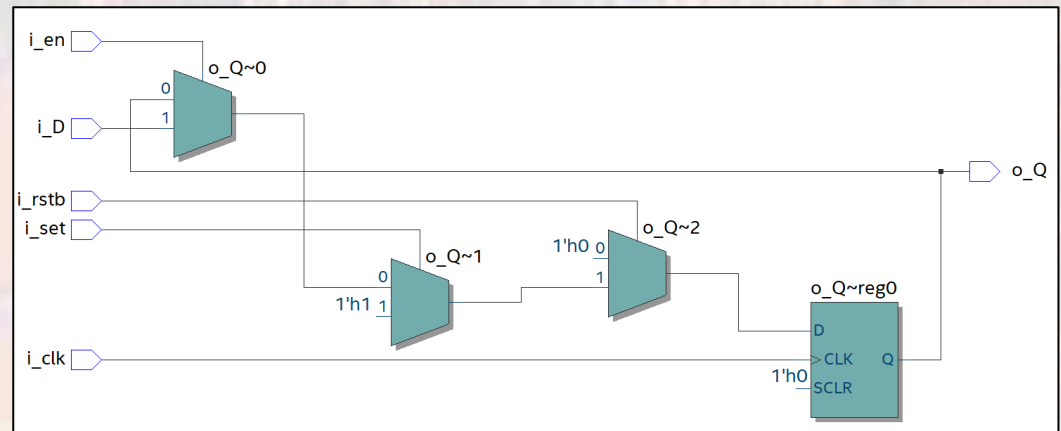 i_en
o_Q~0
0
i_D
1
o_Q
i_rstb
i_set
o_Q~2
1'h0 0
o_Q~1
0
1
1'h1 1
o_Q~reg0
D
i_clk
CLK Q
1'h0
SCLR